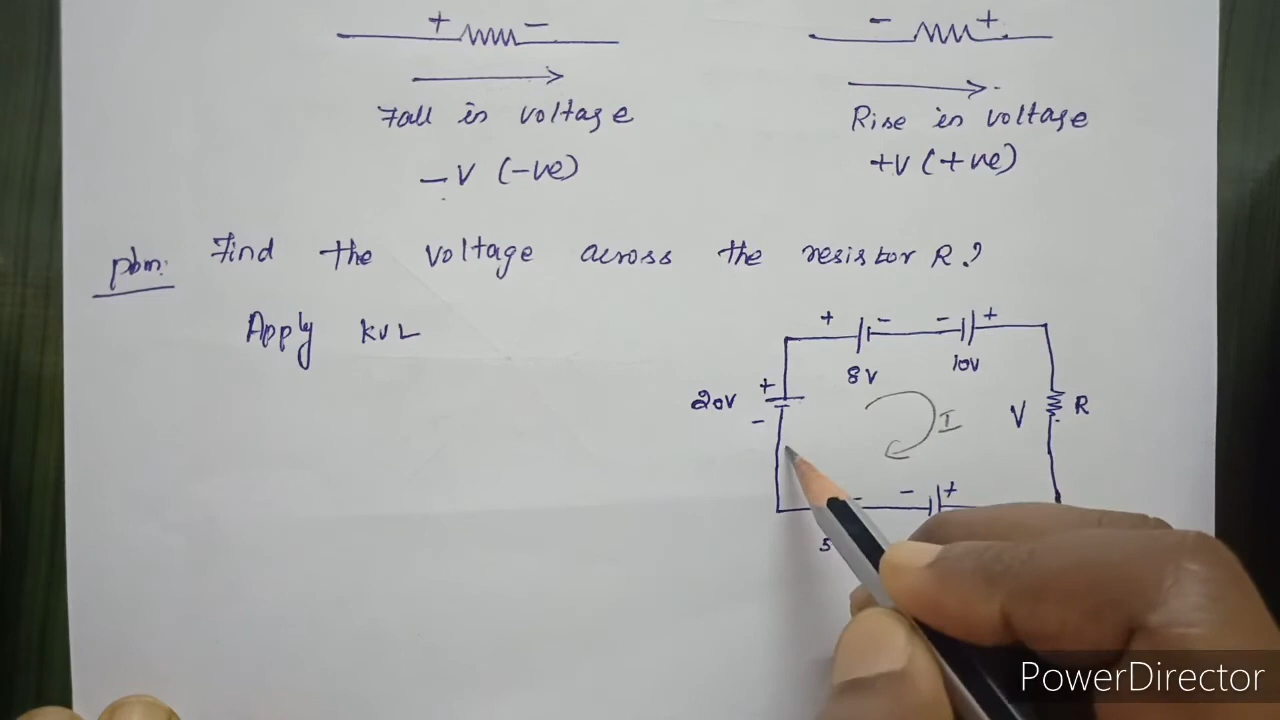 + -
- +
Fall in voltage
Rise in voltage
-V (-ve)
+V (+ve)
pbm: Find the voltage across the resistor R?
Apply KVL
+ - - +
8V
10V
+
20V
-
I
V
R
- - +
5
PowerDirector